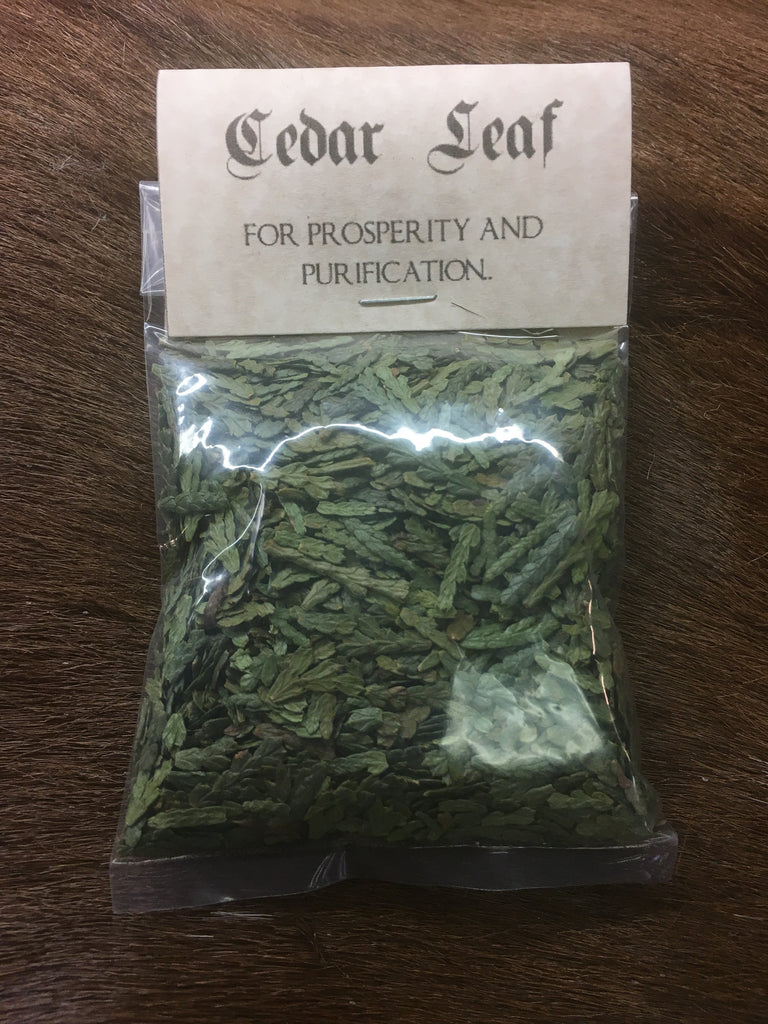 Cedar Leaf
FOR PROSPERITY AND
PURIFICATION.